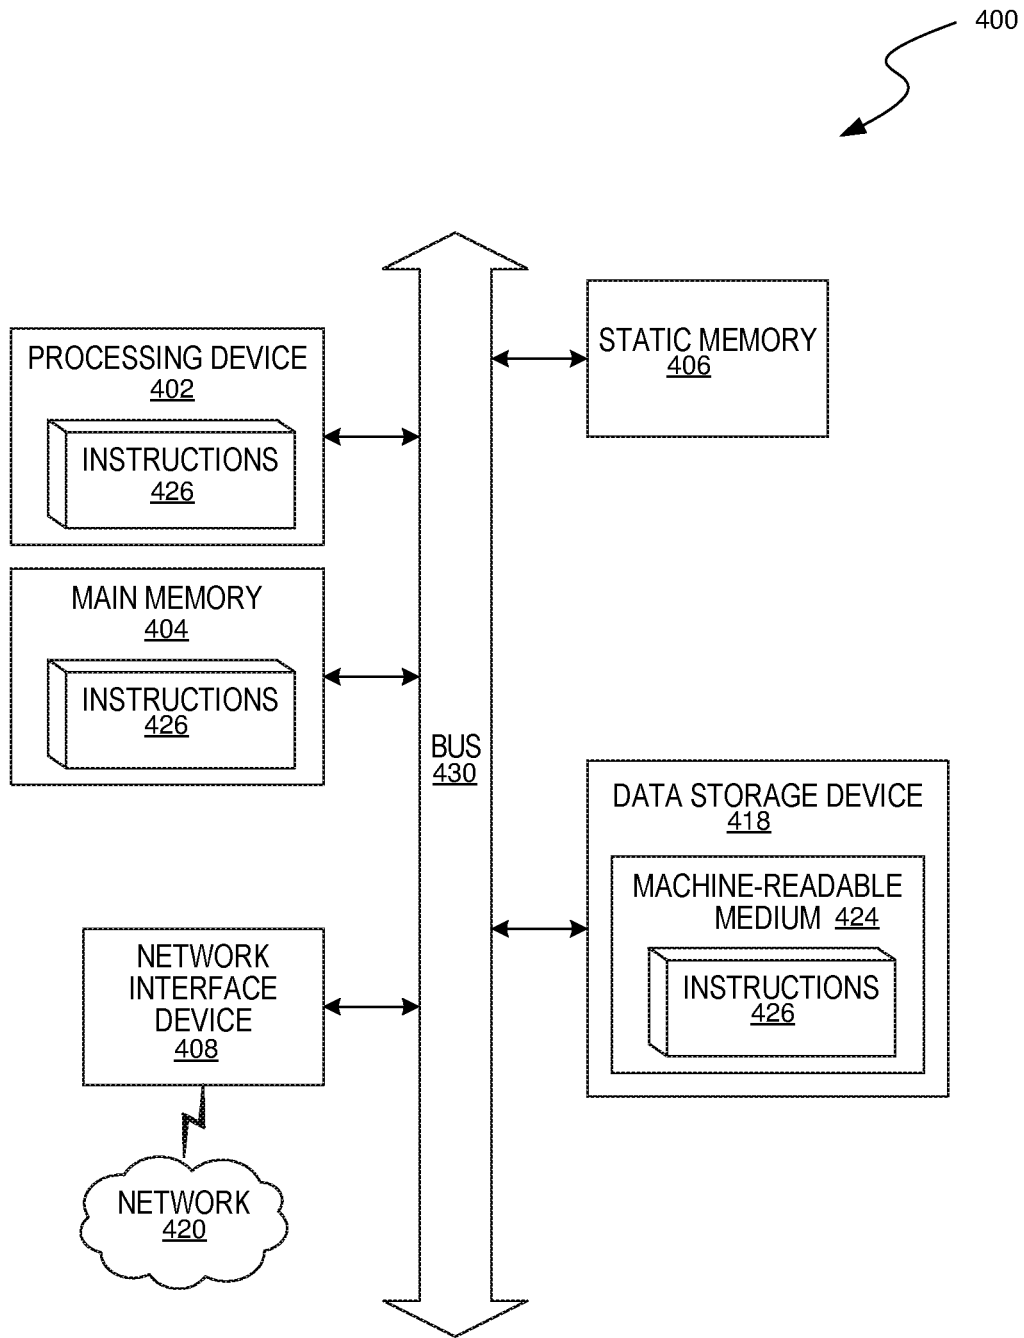 400
PROCESSING DEVICE
402
INSTRUCTIONS
426
STATIC MEMORY
406
MAIN MEMORY
404
INSTRUCTIONS
426
BUS
430
DATA STORAGE DEVICE
418
MACHINE-READABLE
MEDIUM 424
INSTRUCTIONS
426
NETWORK
INTERFACE
DEVICE
408
NETWORK
420